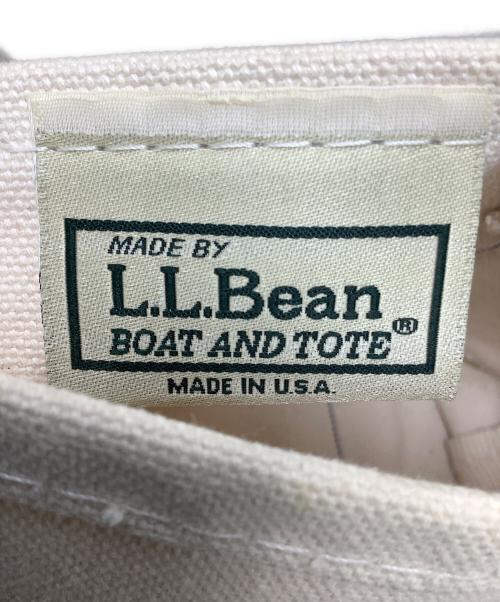 MADE BY
L.L.Bean
BOAT AND TOTE®
MADE IN U.S.A.